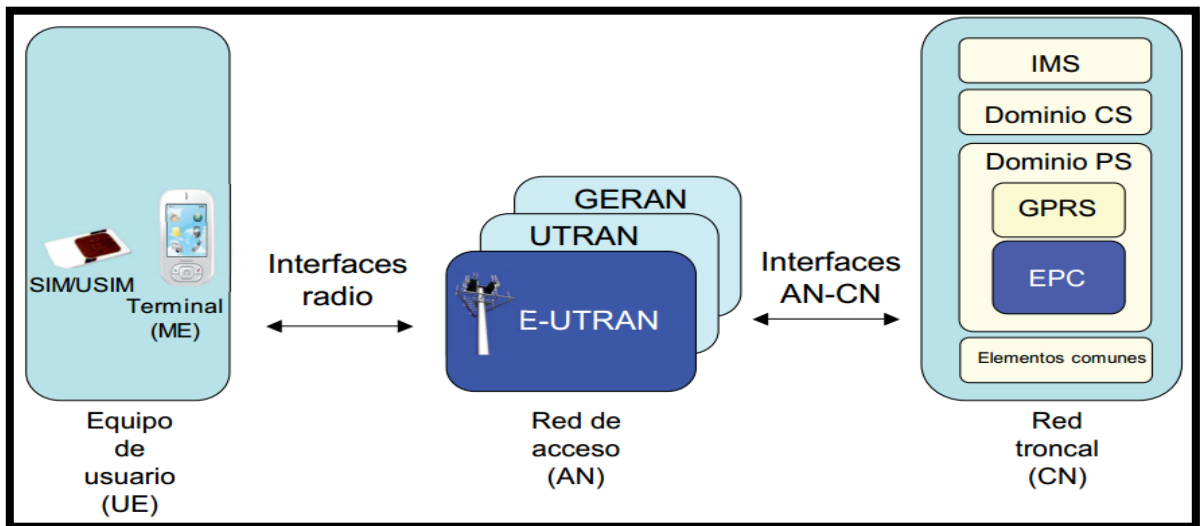 SIM/USIM
Terminal
(ME)
Equipo
de
usuario
(UE)
Interfaces
radio
GERAN
UTRAN
E-UTRAN
Red de
acceso
(AN)
Interfaces
AN-CN
IMS
Dominio CS
Dominio PS
GPRS
EPC
Elementos comunes
Red
troncal
(CN)